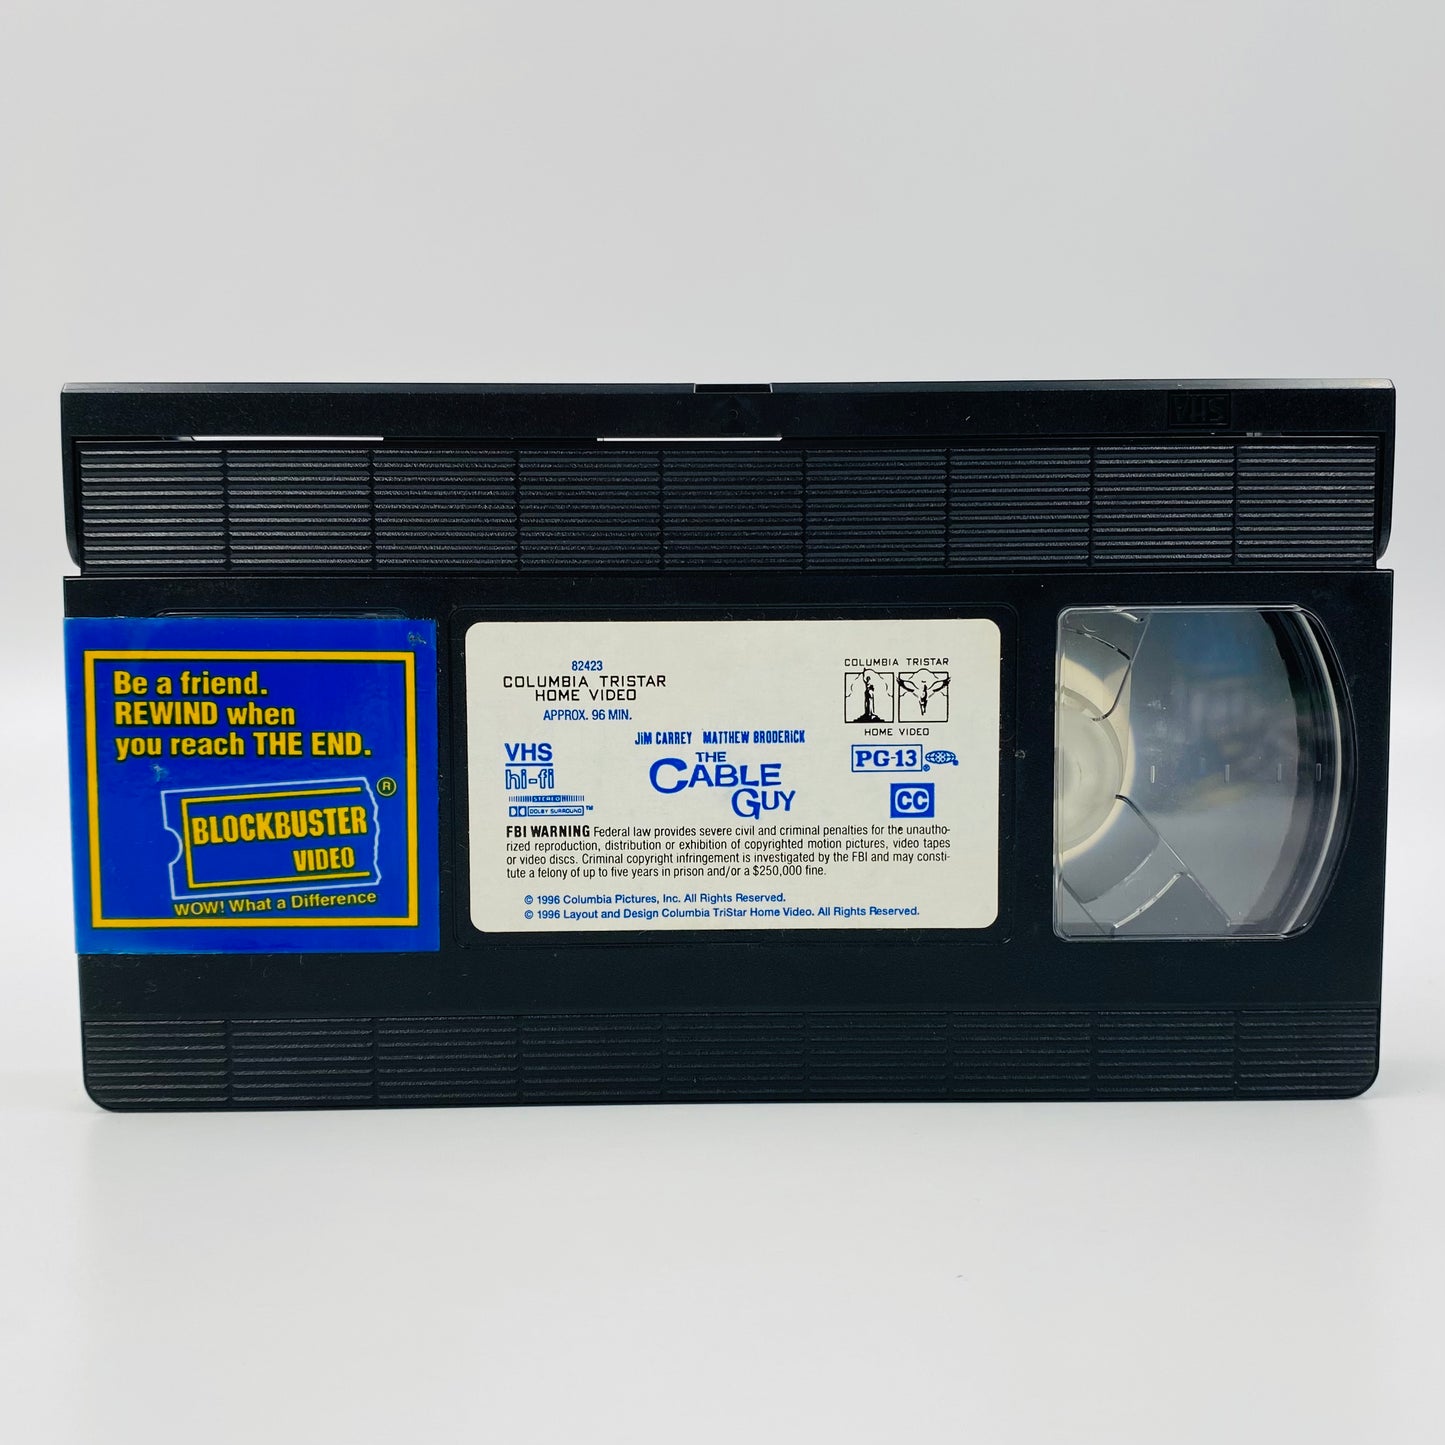 VHS
Be a friend.
REWIND when
you reach THE END.
®
BLOCKBUSTER
VIDEO
WOW! What a Difference
82423
COLUMBIA TRISTAR
HOME VIDEO
APPROX. 96 MIN.
COLUMBIA TRISTAR
HOME VIDEO
JIM CARREY MATTHEW BRODERICK
THE
CABLE
GUY
VHS
hi-fi
STEREO
DOLBY SURROUND™
PG-13®
CC
FBI WARNING Federal law provides severe civil and criminal penalties for the unautho-
rized reproduction, distribution or exhibition of copyrighted motion pictures, video tapes
or video discs. Criminal copyright infringement is investigated by the FBI and may consti-
tute a felony of up to five years in prison and/or a $250,000 fine.
© 1996 Columbia Pictures, Inc. All Rights Reserved.
© 1996 Layout and Design Columbia TriStar Home Video. All Rights Reserved.